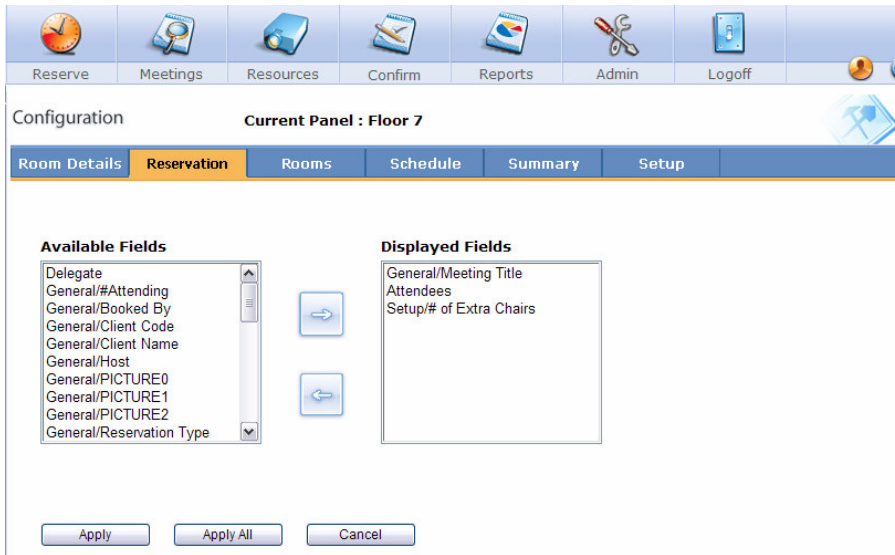 Reserve Meetings Resources Confirm Reports Admin Logoff
Configuration Current Panel : Floor 7
Room Details Reservation Rooms Schedule Summary Setup
Available Fields Displayed Fields
Delegate General/Meeting Title
General/#Attending Attendees
General/Booked By Setup/# of Extra Chairs
General/Client Code
General/Client Name
General/Host
General/PICTURE0
General/PICTURE1
General/PICTURE2
General/Reservation Type
Apply Apply All Cancel